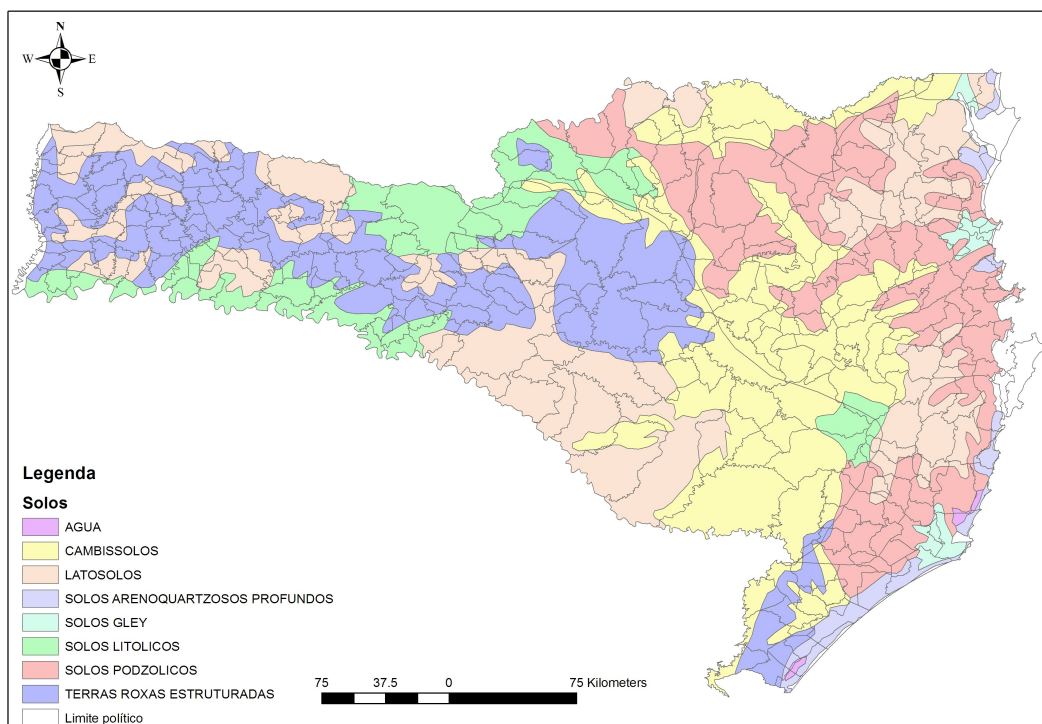 N
W E
S
Legenda
Solos
AGUA
CAMBISSOLOS
LATOSOLOS
SOLOS ARENOQUARTZOSOS PROFUNDOS
SOLOS GLEY
SOLOS LITOLICOS
SOLOS PODZOLICOS
TERRAS ROXAS ESTRUTURADAS
Limite político
75 37.5 0 75 Kilometers